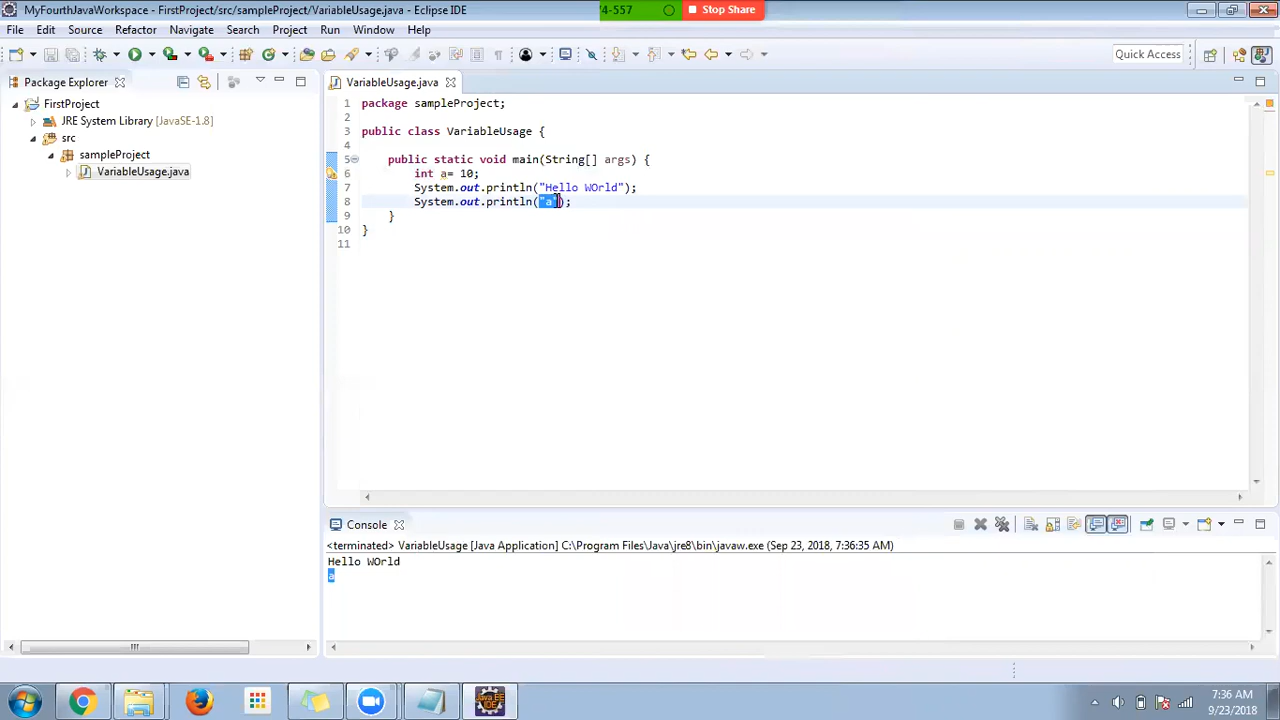 MyFourthJavaWorkspace - FirstProject/src/sampleProject/VariableUsage.java - Eclipse IDE
4-557
Stop Share
File Edit Source Refactor Navigate Search Project Run Window Help
Quick Access
Package Explorer
VariableUsage.java
FirstProject
JRE System Library [JavaSE-1.8]
src
sampleProject
VariableUsage.java
1 package sampleProject;
2
3 public class VariableUsage {
4
5 public static void main(String[] args) {
6 int a= 10;
7 System.out.println("Hello WOrld");
8 System.out.println("a");
9 }
10 }
11
Console
<terminated> VariableUsage [Java Application] C:\Program Files\Java\jre8\bin\javaw.exe (Sep 23, 2018, 7:36:35 AM)
Hello WOrld
a
Java EE
IDE
7:36 AM
9/23/2018